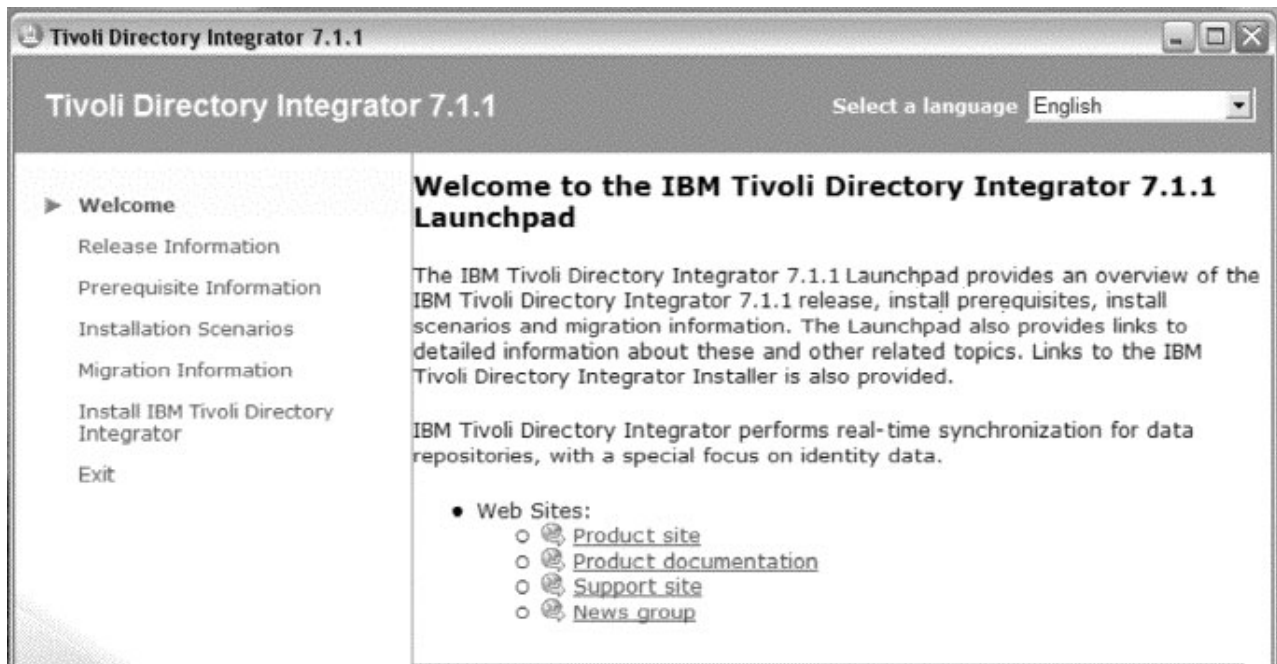 Tivoli Directory Integrator 7.1.1
Tivoli Directory Integrator 7.1.1
Select a language English
Welcome
Release Information
Prerequisite Information
Installation Scenarios
Migration Information
Install IBM Tivoli Directory
Integrator
Exit
Welcome to the IBM Tivoli Directory Integrator 7.1.1
Launchpad
The IBM Tivoli Directory Integrator 7.1.1 Launchpad provides an overview of the
IBM Tivoli Directory Integrator 7.1.1 release, install prerequisites, install
scenarios and migration information. The Launchpad also provides links to
detailed information about these and other related topics. Links to the IBM
Tivoli Directory Integrator Installer is also provided.
IBM Tivoli Directory Integrator performs real-time synchronization for data
repositories, with a special focus on identity data.
Web Sites:
Product site
Product documentation
Support site
News group